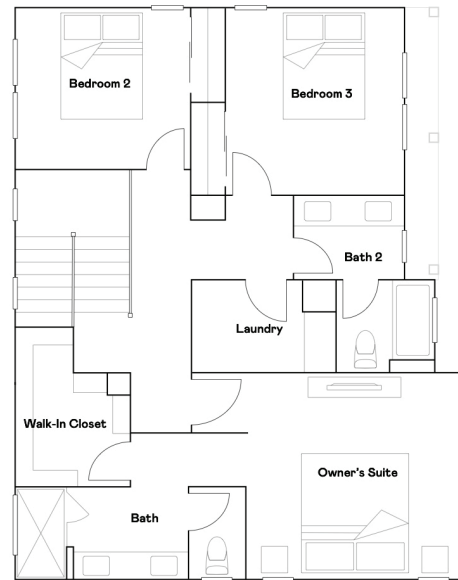 Bedroom 2
Bedroom 3
Bath 2
Laundry
Walk-In Closet
Owner's Suite
Bath